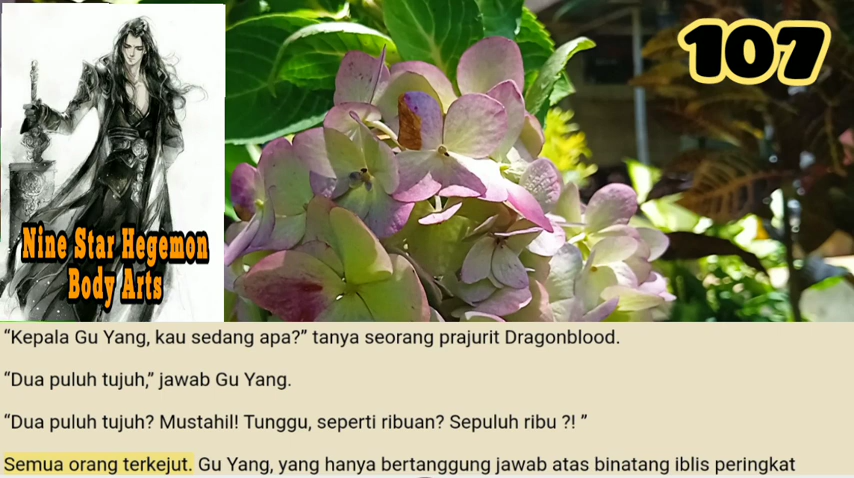 107
Nine Star Hegemon
Body Arts
“Kepala Gu Yang, kau sedang apa?” tanya seorang prajurit Dragonblood.
“Dua puluh tujuh,” jawab Gu Yang.
“Dua puluh tujuh? Mustahil! Tunggu, seperti ribuan? Sepuluh ribu ?! ”
Semua orang terkejut. Gu Yang, yang hanya bertanggung jawab atas binatang iblis peringkat